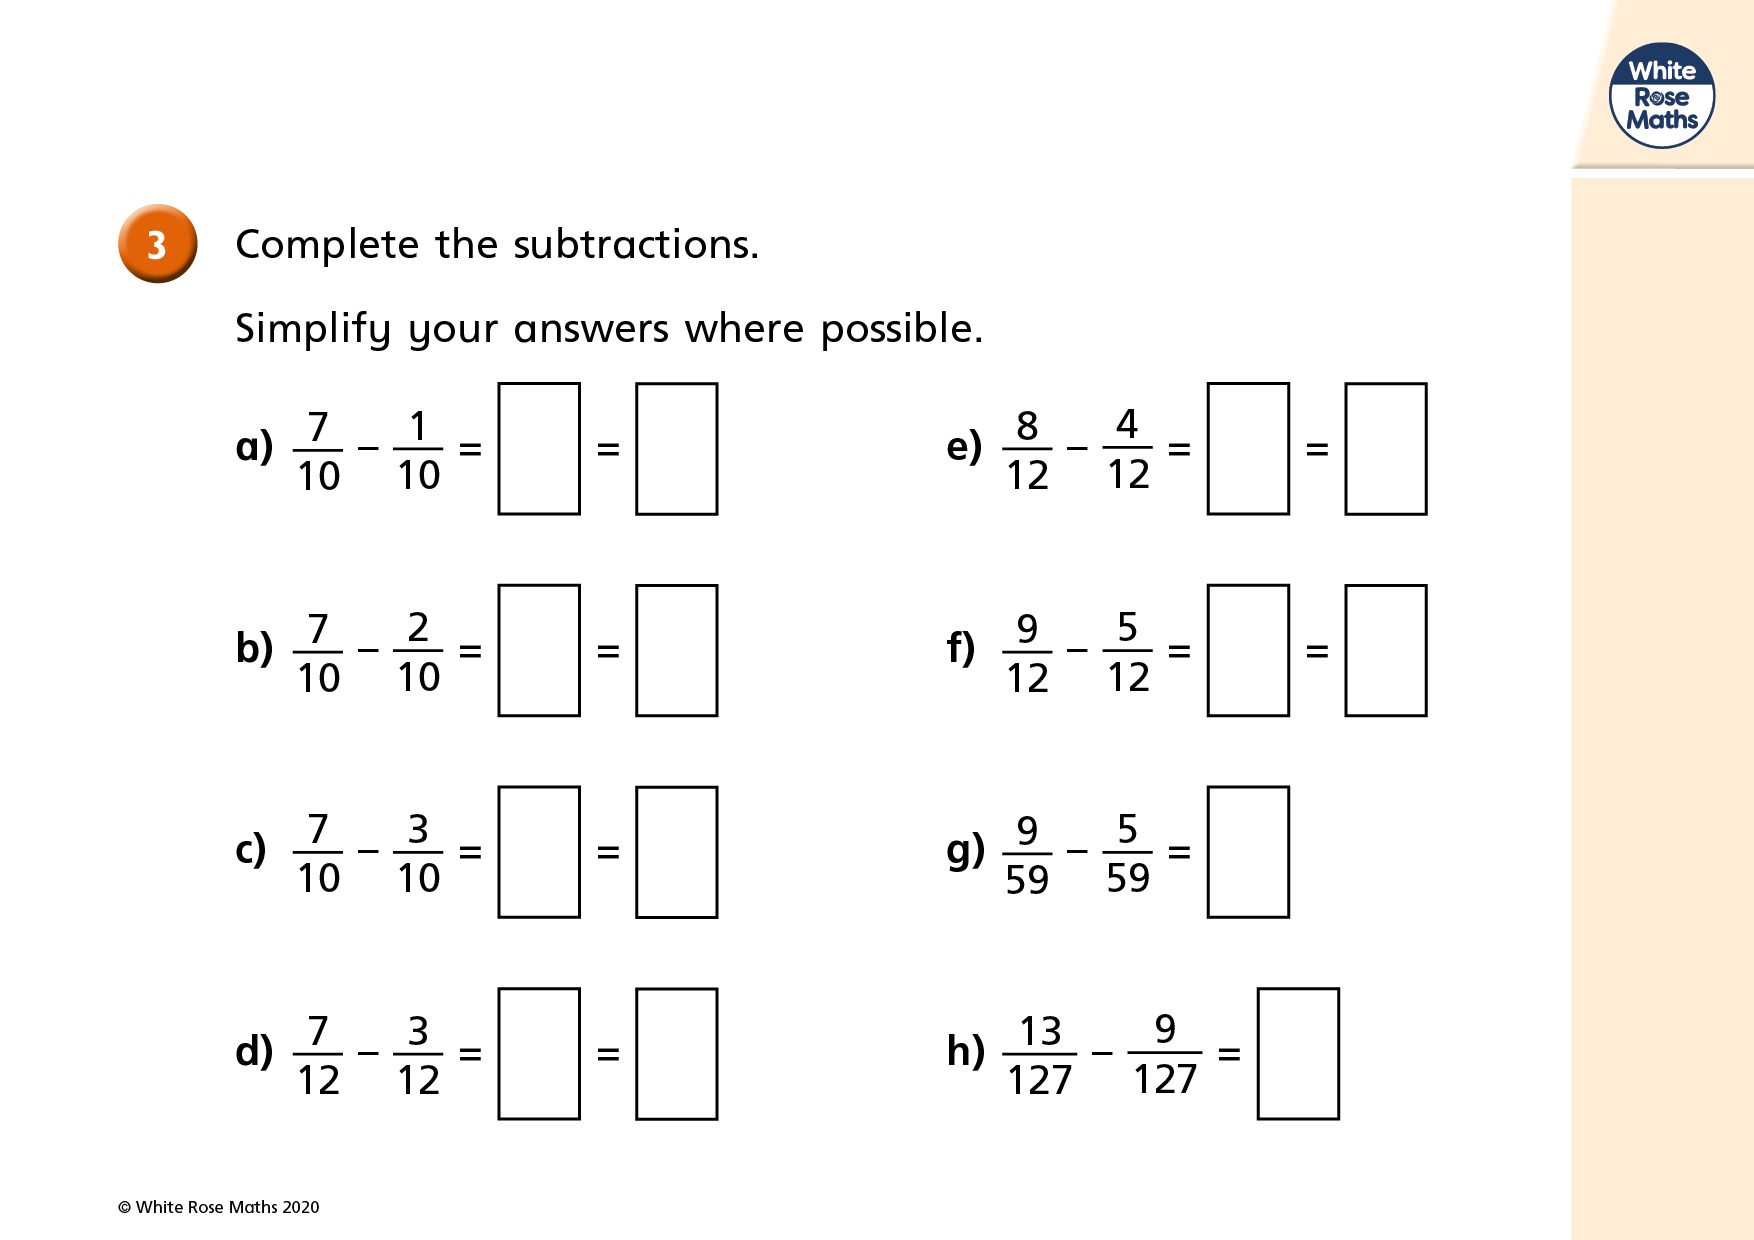 White
Rose
Maths
3 Complete the subtractions.
Simplify your answers where possible.
a) 7/10 – 1/10 = =
b) 7/10 – 2/10 = =
c) 7/10 – 3/10 = =
d) 7/12 – 3/12 = =
e) 8/12 – 4/12 = =
f) 9/12 – 5/12 = =
g) 9/59 – 5/59 =
h) 13/127 – 9/127 =
© White Rose Maths 2020